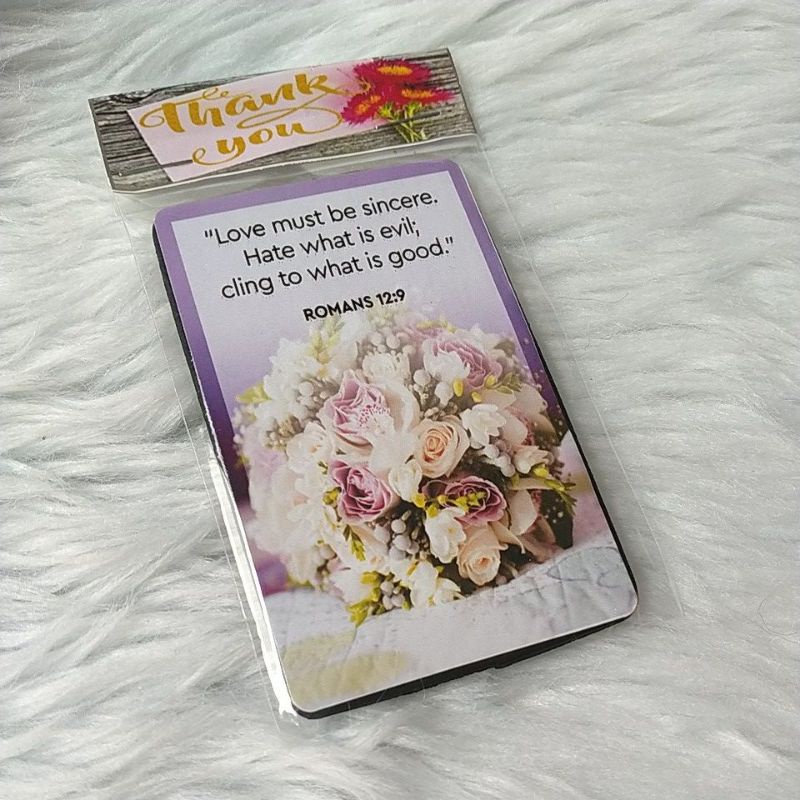 Thank
you
"Love must be sincere.
Hate what is evil;
cling to what is good."
ROMANS 12:9